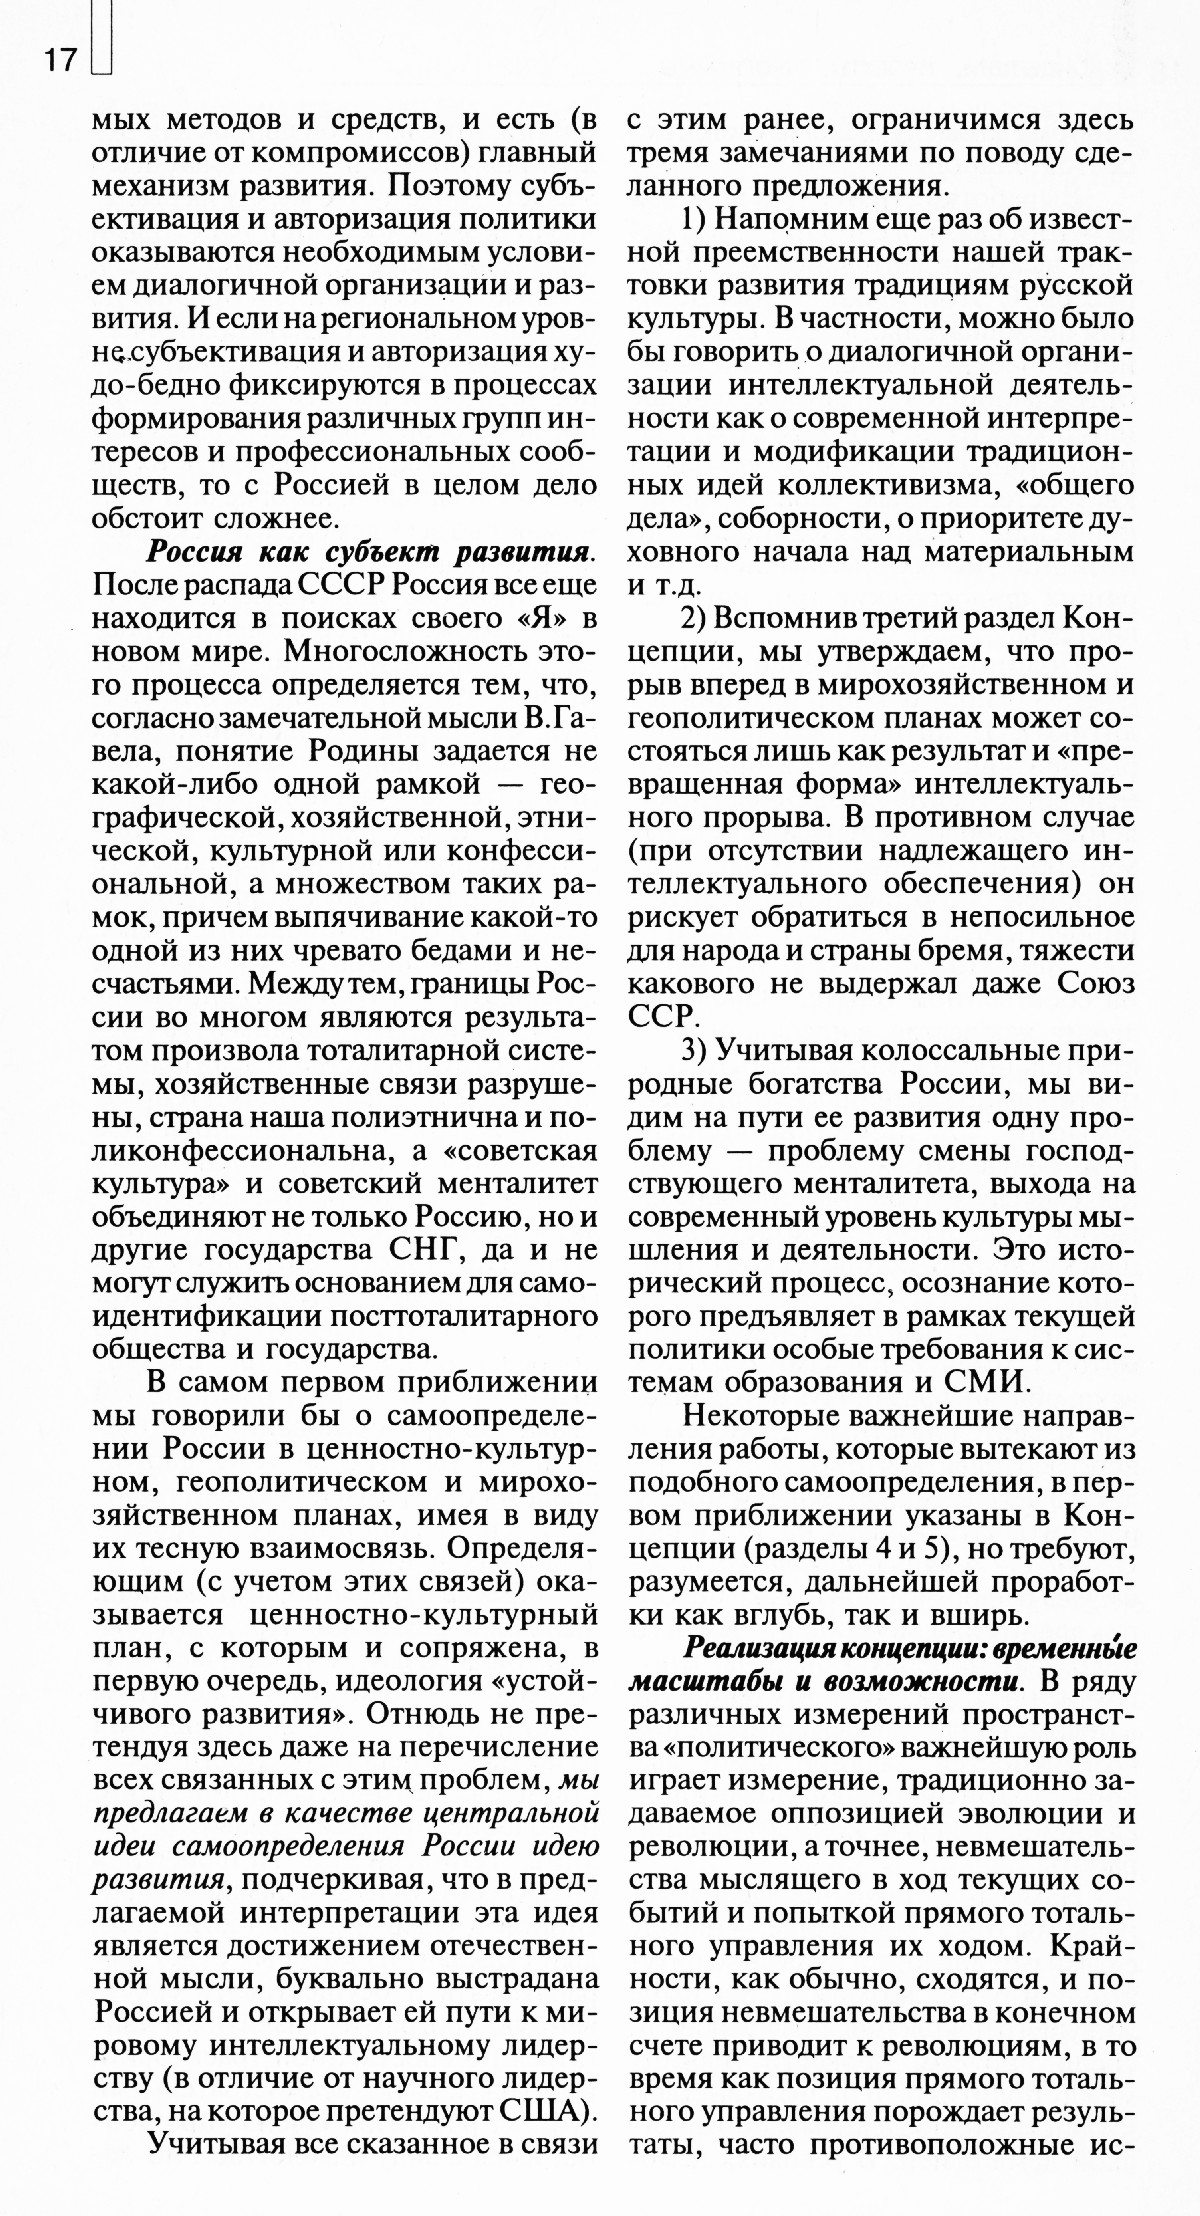 17
мых методов и средств, и есть (в
отличие от компромиссов) главный
механизм развития. Поэтому субъ-
ективация и авторизация политики
оказываются необходимым услови-
ем диалогичной организации и раз-
вития. И если на региональном уров-
не субъективация и авторизация ху-
до-бедно фиксируются в процессах
формирования различных групп ин-
тересов и профессиональных сооб-
ществ, то с Россией в целом дело
обстоит сложнее.
Россия как субъект развития.
После распада СССР Россия все еще
находится в поисках своего «Я» в
новом мире. Многосложность это-
го процесса определяется тем, что,
согласно замечательной мысли В.Га-
вела, понятие Родины задается не
какой-либо одной рамкой — гео-
графической, хозяйственной, этни-
ческой, культурной или конфесси-
ональной, а множеством таких ра-
мок, причем выпячивание какой-то
одной из них чревато бедами и не-
счастьями. Между тем, границы Рос-
сии во многом являются результа-
том произвола тоталитарной систе-
мы, хозяйственные связи разруше-
ны, страна наша полиэтнична и по-
ликонфессиональна, а «советская
культура» и советский менталитет
объединяют не только Россию, но и
другие государства СНГ, да и не
могут служить основанием для само-
идентификации посттоталитарного
общества и государства.
В самом первом приближении
мы говорили бы о самоопределе-
нии России в ценностно-культур-
ном, геополитическом и мирохо-
зяйственном планах, имея в виду
их тесную взаимосвязь. Определя-
ющим (с учетом этих связей) ока-
зывается ценностно-культурный
план, с которым и сопряжена, в
первую очередь, идеология «устой-
чивого развития». Отнюдь не пре-
тендуя здесь даже на перечисление
всех связанных с этим проблем, мы
предлагаем в качестве центральной
идеи самоопределения России идею
развития, подчеркивая, что в пред-
лагаемой интерпретации эта идея
является достижением отечествен-
ной мысли, буквально выстрадана
Россией и открывает ей пути к ми-
ровому интеллектуальному лидер-
ству (в отличие от научного лидер-
ства, на которое претендуют США).
Учитывая все сказанное в связи
с этим ранее, ограничимся здесь
тремя замечаниями по поводу сде-
ланного предложения.
1) Напомним еще раз об извест-
ной преемственности нашей трак-
товки развития традициям русской
культуры. В частности, можно было
бы говорить о диалогичной органи-
зации интеллектуальной деятель-
ности как о современной интерпре-
тации и модификации традицион-
ных идей коллективизма, «общего
дела», соборности, о приоритете ду-
ховного начала над материальным
и т.д.
2) Вспомнив третий раздел Кон-
цепции, мы утверждаем, что про-
рыв вперед в мирохозяйственном и
геополитическом планах может со-
стояться лишь как результат и «пре-
вращенная форма» интеллектуаль-
ного прорыва. В противном случае
(при отсутствии надлежащего ин-
теллектуального обеспечения) он
рискует обратиться в непосильное
для народа и страны бремя, тяжести
какового не выдержал даже Союз
ССР.
3) Учитывая колоссальные при-
родные богатства России, мы ви-
дим на пути ее развития одну про-
блему — проблему смены господ-
ствующего менталитета, выхода на
современный уровень культуры мы-
шления и деятельности. Это исто-
рический процесс, осознание кото-
рого предъявляет в рамках текущей
политики особые требования к сис-
темам образования и СМИ.
Некоторые важнейшие направ-
ления работы, которые вытекают из
подобного самоопределения, в пер-
вом приближении указаны в Кон-
цепции (разделы 4 и 5), но требуют,
разумеется, дальнейшей проработ-
ки как вглубь, так и вширь.
Реализация концепции: временные
масштабы и возможности. В ряду
различных измерений пространст-
ва «политического» важнейшую роль
играет измерение, традиционно за-
даваемое оппозицией эволюции и
революции, а точнее, невмешатель-
ства мыслящего в ход текущих со-
бытий и попыткой прямого тоталь-
ного управления их ходом. Край-
ности, как обычно, сходятся, и по-
зиция невмешательства в конечном
счете приводит к революциям, в то
время как позиция прямого тоталь-
ного управления порождает резуль-
таты, часто противоположные ис-